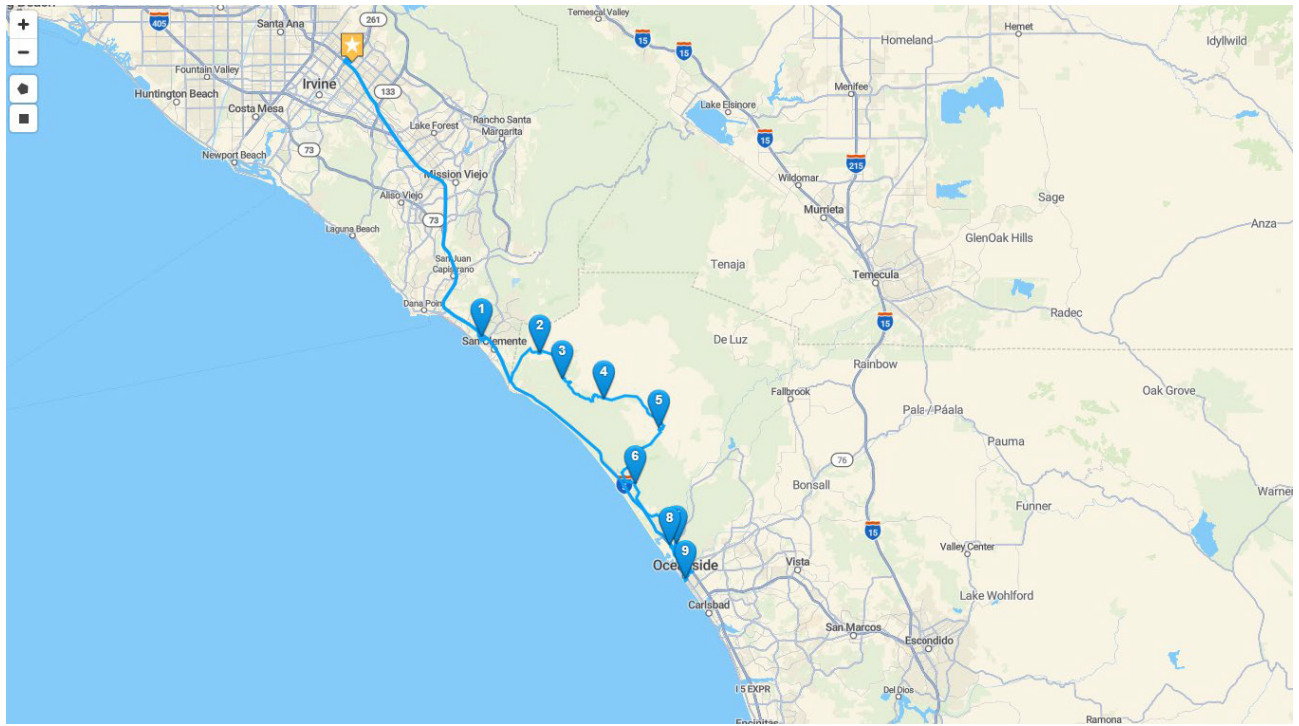 Beach
+
−
405
Santa Ana
261
Temescal Valley
15
15
Homeland
Hemet
Idyllwild
Fountain Valley
Irvine
133
Menifee
Huntington Beach
Costa Mesa
Lake Forest
Rancho Santa
Margarita
Lake Elsinore
15
215
73
Newport Beach
Mission Viejo
Wildomar
Aliso Viejo
Murrieta
Sage
73
Laguna Beach
GlenOak Hills
Anza
San Juan
Capistrano
Tenaja
Temecula
Dana Point
1
15
Radec
San Clemente
2
De Luz
3
Rainbow
4
Fallbrook
Oak Grove
5
Pala / Páala
Pauma
6
76
Bonsall
Warner
5
Funner
8
15
9
Valley Center
Oceanside
Vista
Lake Wohlford
Carlsbad
San Marcos
Escondido
I 5 EXPR
Del Dios
Encinitas
Ramona